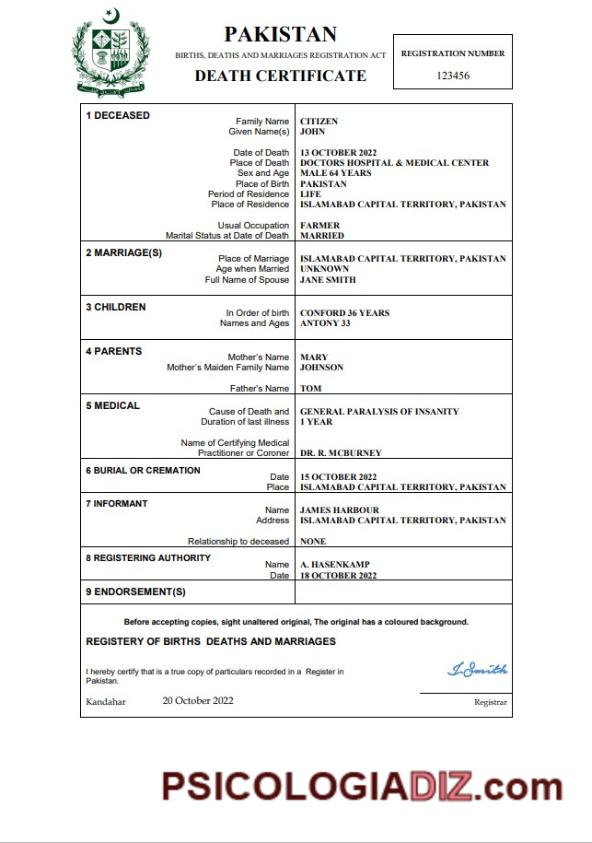 PAKISTAN
BIRTHS, DEATHS AND MARRIAGES REGISTRATION ACT
DEATH CERTIFICATE
REGISTRATION NUMBER
123456
1 DECEASED
Family Name CITIZEN
Given Name(s) JOHN
Date of Death 13 OCTOBER 2022
Place of Death DOCTORS HOSPITAL & MEDICAL CENTER
Sex and Age MALE 64 YEARS
Place of Birth PAKISTAN
Period of Residence LIFE
Place of Residence ISLAMABAD CAPITAL TERRITORY, PAKISTAN
Usual Occupation FARMER
Marital Status at Date of Death MARRIED
2 MARRIAGE(S)
Place of Marriage ISLAMABAD CAPITAL TERRITORY, PAKISTAN
Age when Married UNKNOWN
Full Name of Spouse JANE SMITH
3 CHILDREN
In Order of birth CONFORD 36 YEARS
Names and Ages ANTONY 33
4 PARENTS
Mother's Name MARY
Mother's Maiden Family Name JOHNSON
Father's Name TOM
5 MEDICAL
Cause of Death and GENERAL PARALYSIS OF INSANITY
Duration of last illness 1 YEAR
Name of Certifying Medical
Practitioner or Coroner DR. R. MCBURNEY
6 BURIAL OR CREMATION
Date 15 OCTOBER 2022
Place ISLAMABAD CAPITAL TERRITORY, PAKISTAN
7 INFORMANT
Name JAMES HARBOUR
Address ISLAMABAD CAPITAL TERRITORY, PAKISTAN
Relationship to deceased NONE
8 REGISTERING AUTHORITY
Name A. HASENKAMP
Date 18 OCTOBER 2022
9 ENDORSEMENT(S)
Before accepting copies, sight unaltered original, The original has a coloured background.
REGISTERY OF BIRTHS DEATHS AND MARRIAGES
I hereby certify that is a true copy of particulars recorded in a Register in
Pakistan.
J.Smith
Kandahar 20 October 2022
Registrar
PSICOLOGIADIZ.com